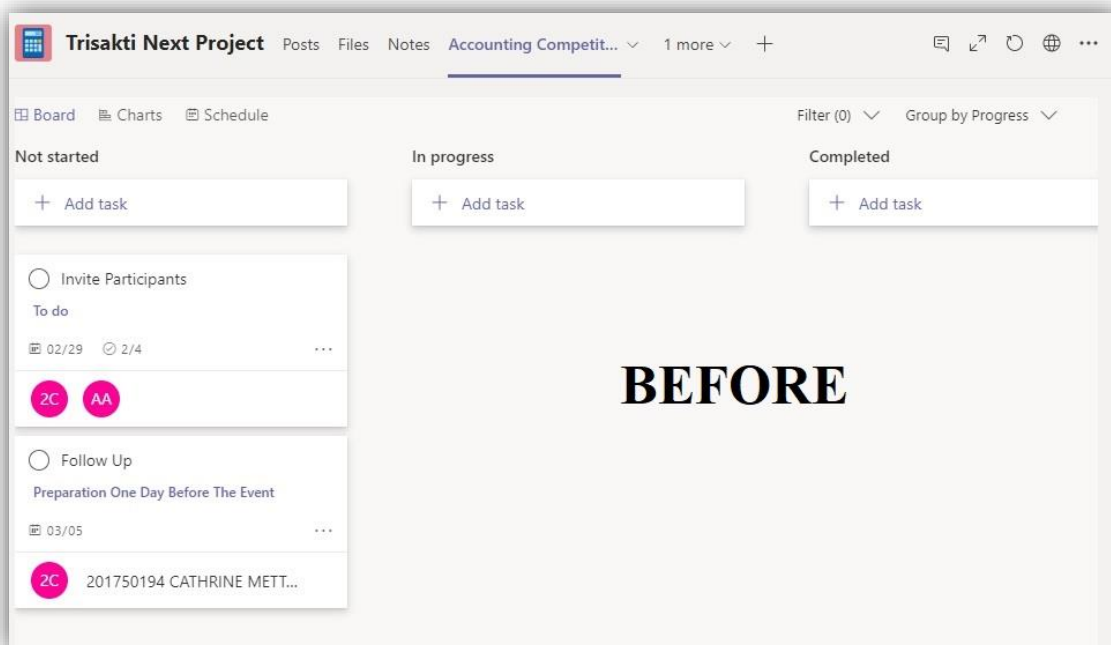 Trisakti Next Project Posts Files Notes Accounting Competit... 1 more
Board Charts Schedule Filter (0) Group by Progress
Not started In progress Completed
+ Add task + Add task + Add task
Invite Participants
To do
02/29 2/4 ...
2C AA
BEFORE
Follow Up
Preparation One Day Before The Event
03/05 ...
2C 201750194 CATHRINE METT...